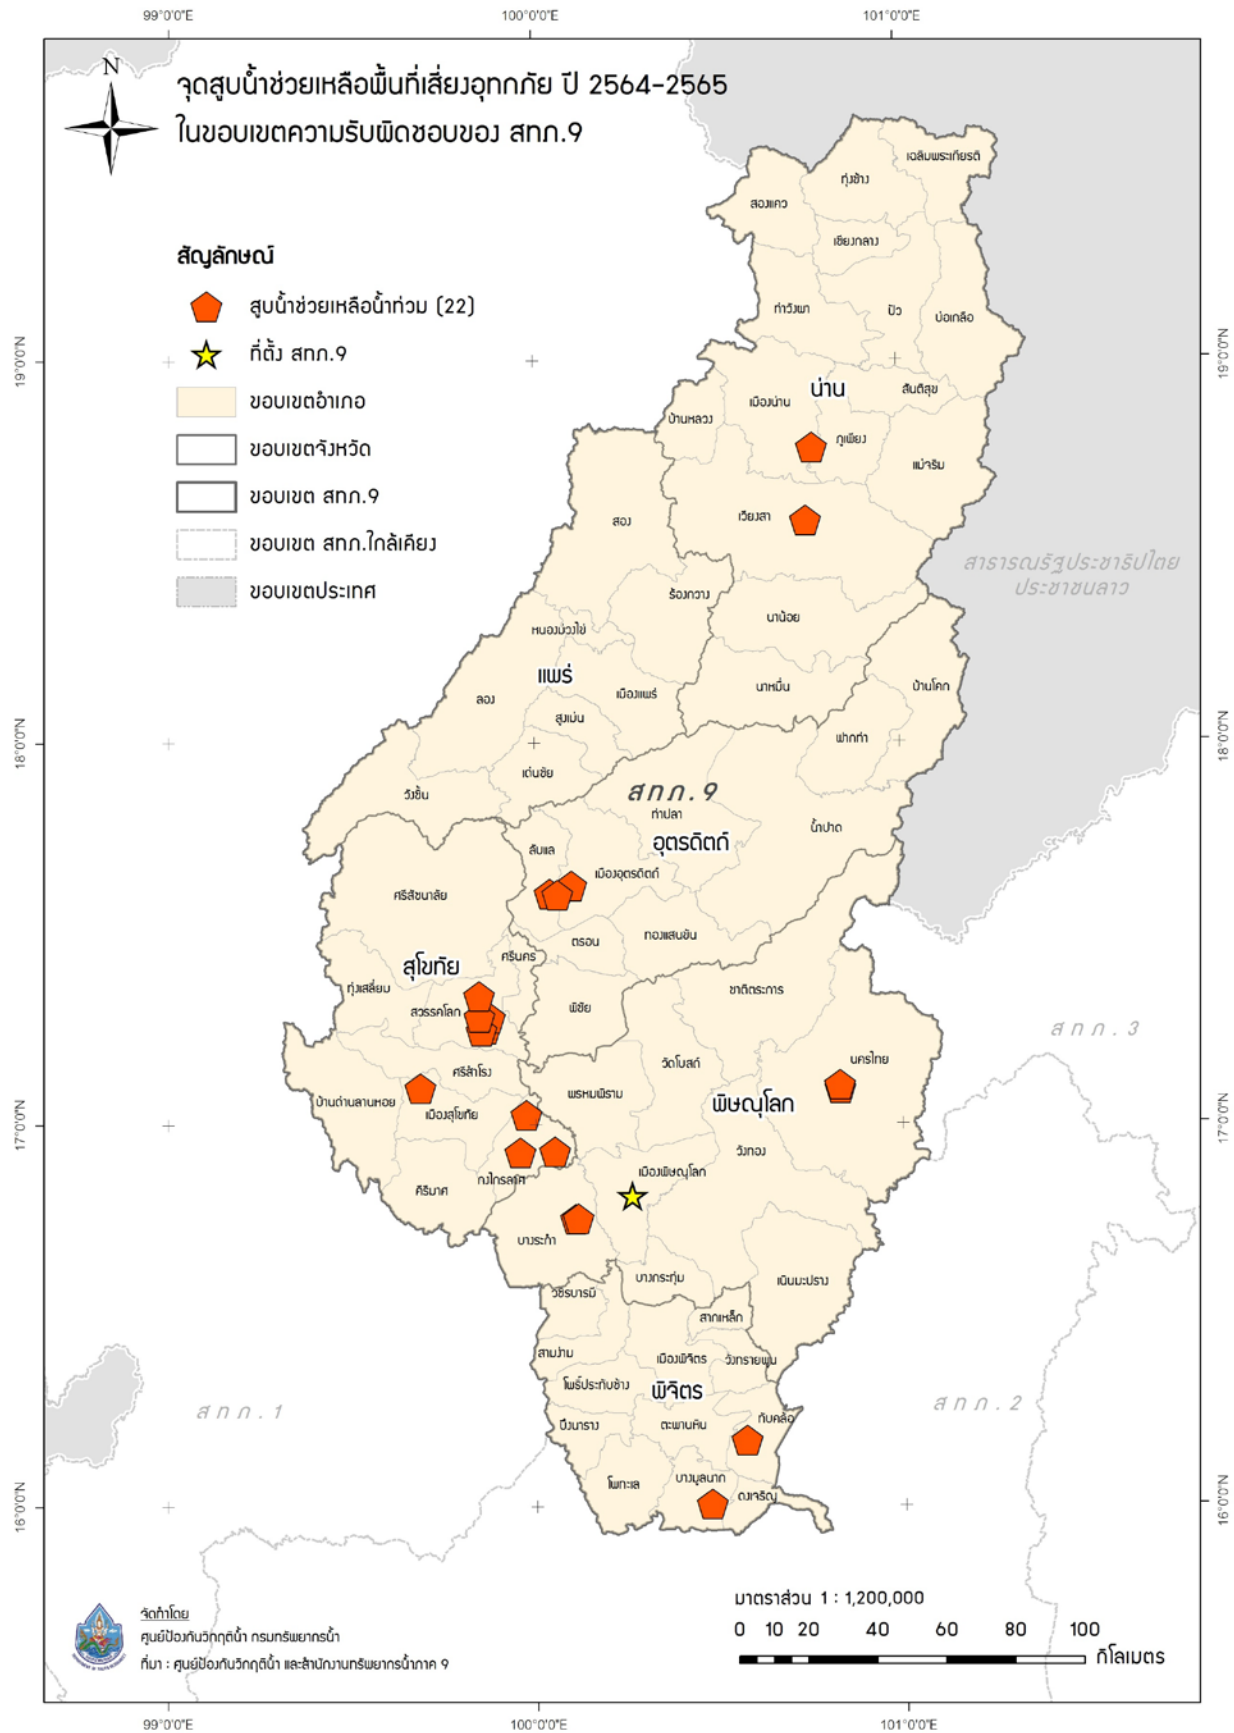 99°0'0"E 100°0'0"E 101°0'0"E
N
จุดสูบน้ำช่วยเหลือพื้นที่เสี่ยงอุทกภัย ปี 2564-2565
ในขอบเขตความรับผิดชอบของ สทภ.9
สัญลักษณ์
สูบน้ำช่วยเหลือน้ำท่วม (22)
ที่ตั้ง สทภ.9
ขอบเขตอำเภอ
ขอบเขตจังหวัด
ขอบเขต สทภ.9
ขอบเขต สทภ.ใกล้เคียง
ขอบเขตประเทศ
เฉลิมพระเกียรติ
ทุ่งช้าง
สองแคว
เชียงกลาง
ท่าวังผา
ปัว
บ่อเกลือ
19°0'0"N 19°0'0"N
น่าน
สันติสุข
เมืองน่าน
บ้านหลวง
ภูเพียง
แม่จริม
เวียงสา
สอง
สาธารณรัฐประชาธิปไตย
ประชาชนลาว
ร้องกวาง
นาน้อย
หนองม่วงไข่
แพร่
นาหมื่น
บ้านโคก
เมืองแพร่
ลอง
สูงเม่น
18°0'0"N 18°0'0"N
ฟากท่า
เด่นชัย
วังชิ้น
สทภ.9
ท่าปลา
น้ำปาด
อุตรดิตถ์
ลับแล
เมืองอุตรดิตถ์
ศรีสัชนาลัย
ทองแสนขัน
ตรอน
ศรีนคร
สุโขทัย
ทุ่งเสลี่ยม
ชาติตระการ
พิชัย
สวรรคโลก
สทภ.3
นครไทย
วัดโบสถ์
ศรีสำโรง
พรหมพิราม
บ้านด่านลานหอย
พิษณุโลก
เมืองสุโขทัย
17°0'0"N 17°0'0"N
วังทอง
เมืองพิษณุโลก
กงไกรลาศ
คีรีมาศ
บางระกำ
บางกระทุ่ม
เนินมะปราง
วชิรบารมี
สากเหล็ก
สามง่าม
เมืองพิจิตร
วังทรายพูน
โพธิ์ประทับช้าง
พิจิตร
สทภ.1
สทภ.2
ทับคล้อ
บึงนาราง
ตะพานหิน
บางมูลนาก
โพทะเล
ดงเจริญ
16°0'0"N 16°0'0"N
มาตราส่วน 1 : 1,200,000
0 10 20 40 60 80 100
กิโลเมตร
จัดทำโดย
ศูนย์ป้องกันวิกฤติน้ำ กรมทรัพยากรน้ำ
ที่มา : ศูนย์ป้องกันวิกฤติน้ำ และสำนักงานทรัพยากรน้ำภาค 9
99°0'0"E 100°0'0"E 101°0'0"E